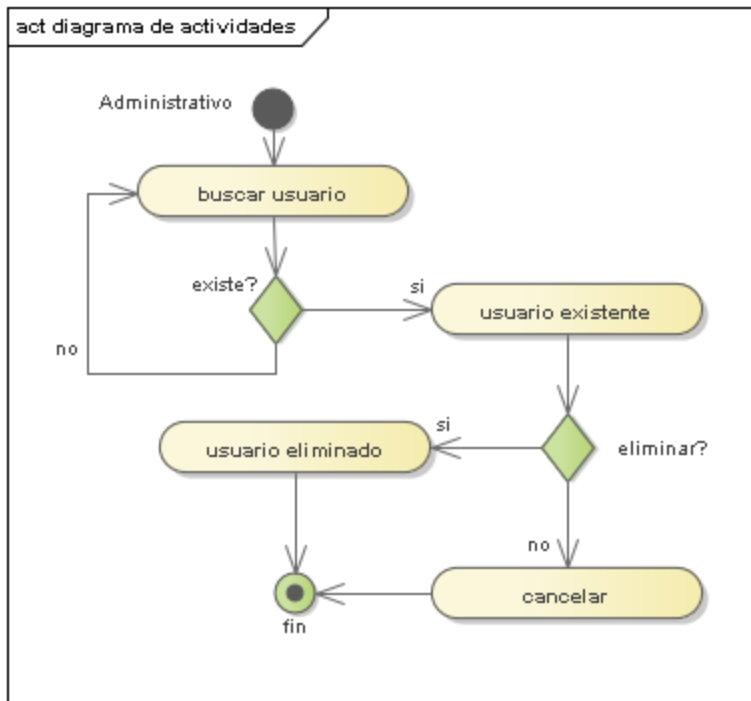 act diagrama de actividades
Administrativo
buscar usuario
existe?
si
usuario existente
no
si
usuario eliminado
eliminar?
no
cancelar
fin